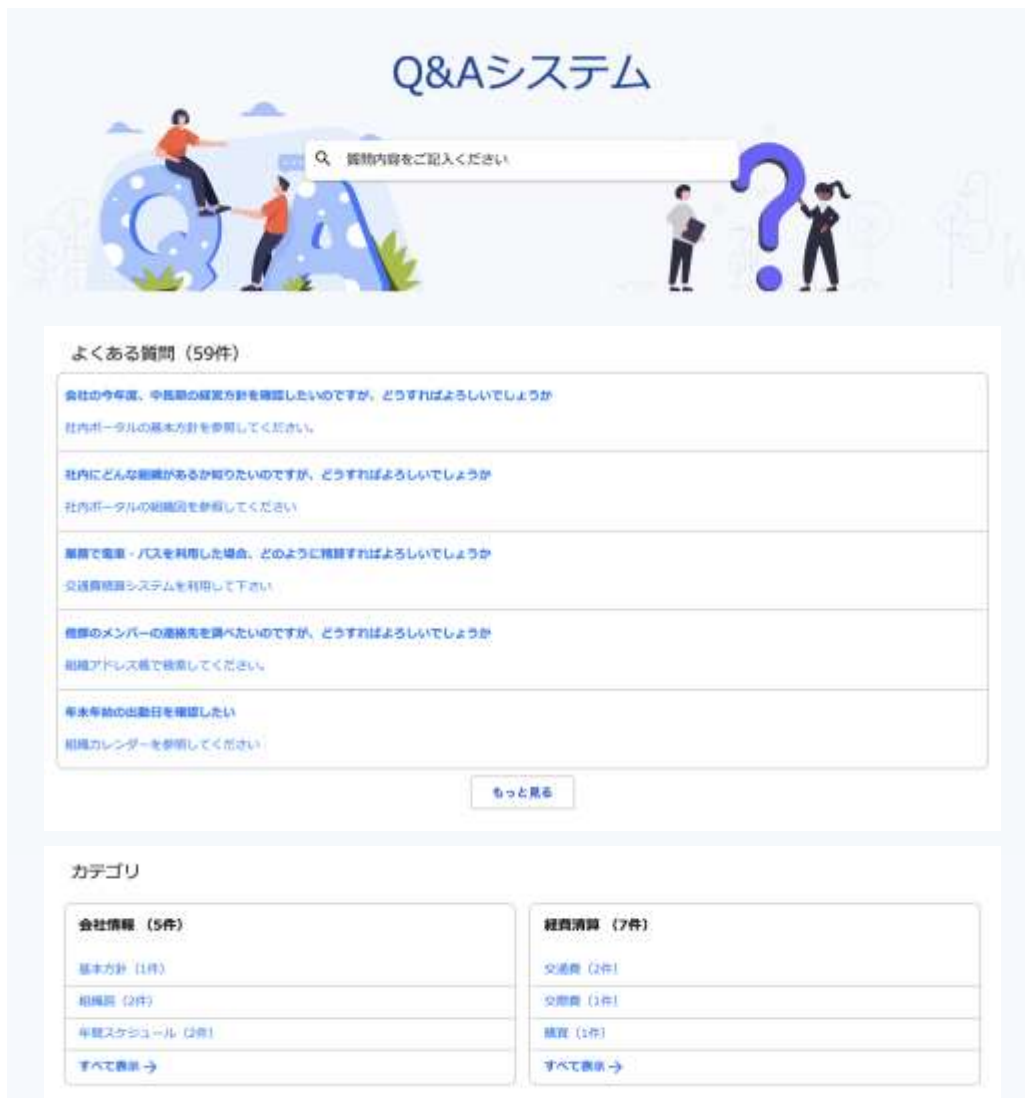 Q&Aシステム
質問内容をご記入ください
よくある質問（59件）
会社の今年度、中長期の経営方針を確認したいのですが、どうすればよろしいでしょうか
社内ポータルの基本方針を参照してください。
社内にどんな組織があるか知りたいのですが、どうすればよろしいでしょうか
社内ポータルの組織図を参照してください
業務で電車・バスを利用した場合、どのように精算すればよろしいでしょうか
交通費精算システムを利用して下さい
他部のメンバーの連絡先を調べたいのですが、どうすればよろしいでしょうか
組織アドレス帳で検索してください。
年末年始の出勤日を確認したい
組織カレンダーを参照してください
もっと見る
カテゴリ
会社情報 （5件）
基本方針（1件）
組織図（2件）
年間スケジュール（2件）
すべて表示→
経費清算 （7件）
交通費（2件）
交際費（1件）
購買（1件）
すべて表示→